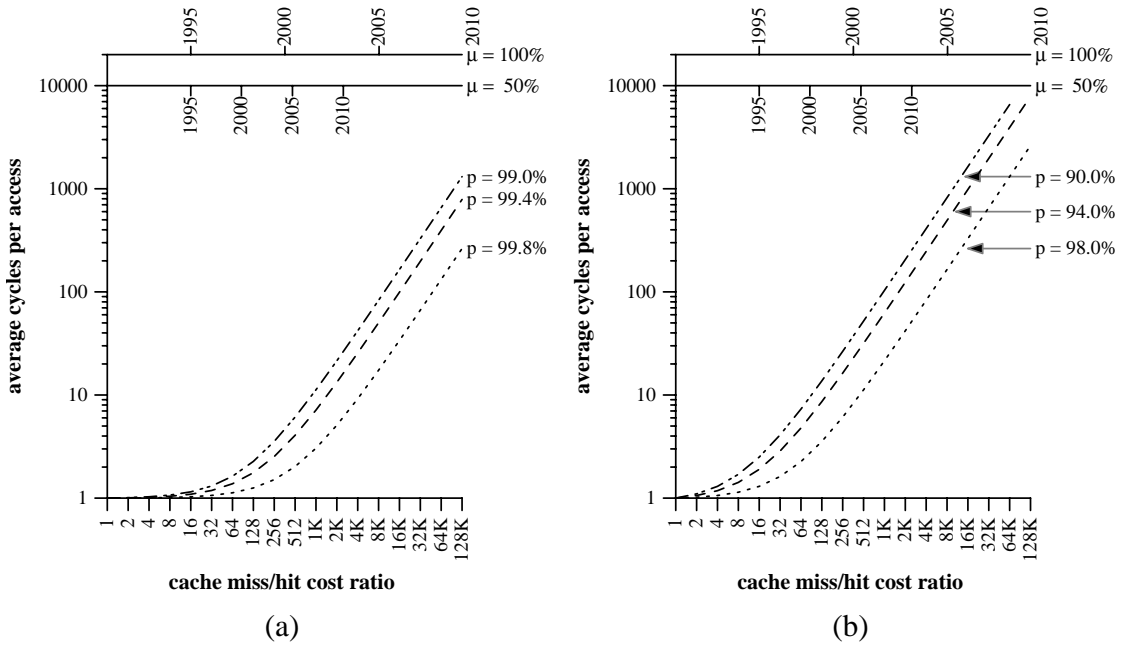 1995
2000
2005
2010
μ = 100%
μ = 50%
1995
2000
2005
2010
10000
1000
100
10
1
average cycles per access
p = 99.0%
p = 99.4%
p = 99.8%
1 2 4 8 16 32 64 128 256 512 1K 2K 4K 8K 16K 32K 64K 128K
cache miss/hit cost ratio
(a)
1995
2000
2005
2010
μ = 100%
μ = 50%
1995
2000
2005
2010
10000
1000
100
10
1
average cycles per access
p = 90.0%
p = 94.0%
p = 98.0%
1 2 4 8 16 32 64 128 256 512 1K 2K 4K 8K 16K 32K 64K 128K
cache miss/hit cost ratio
(b)